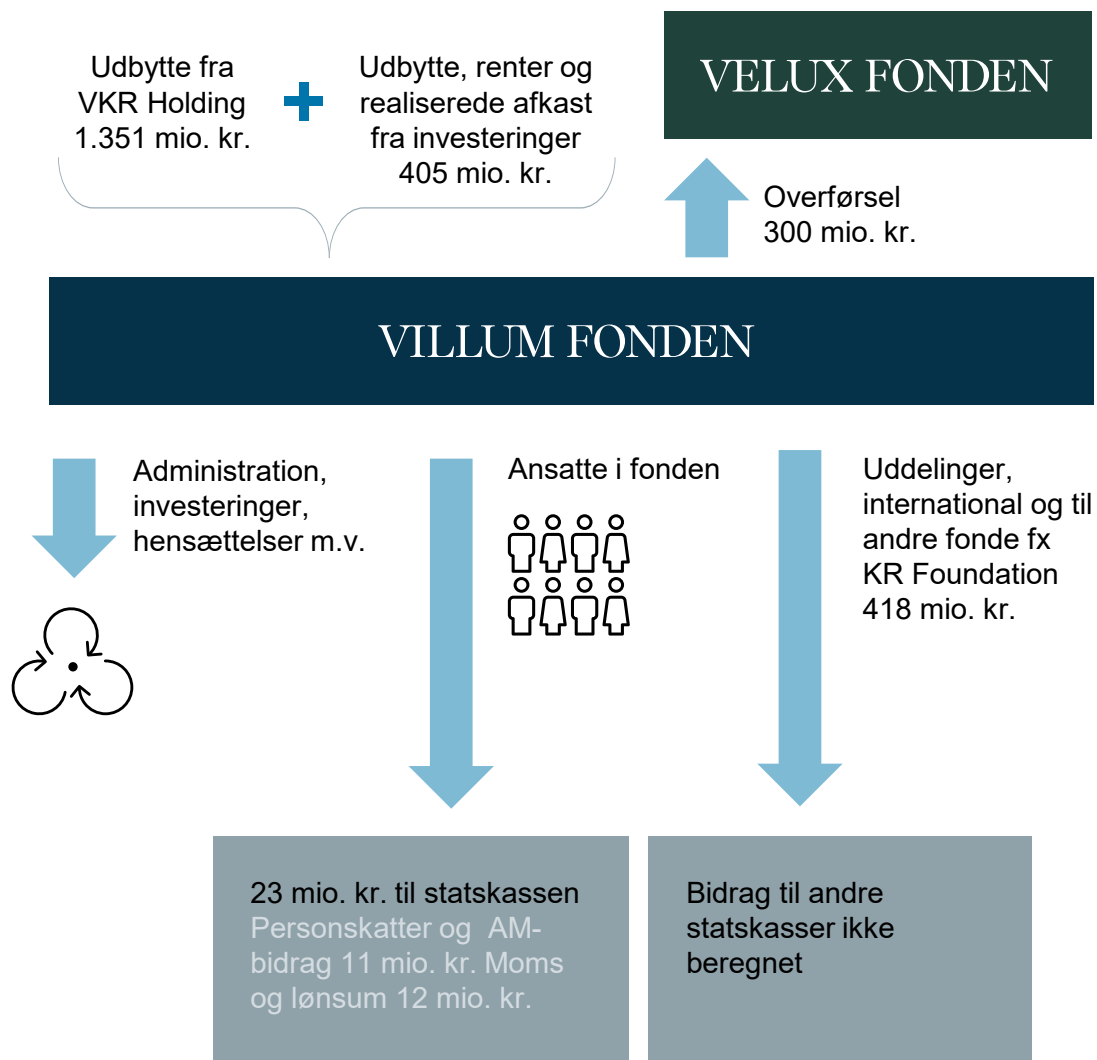 Udbytte fra
VKR Holding
1.351 mio. kr.
Udbytte, renter og
realiserede afkast
fra investeringer
405 mio. kr.
VELUX FONDEN
Overførsel
300 mio. kr.
VILLUM FONDEN
Administration,
investeringer,
hensættelser m.v.
Ansatte i fonden
Uddelinger,
international og til
andre fonde fx
KR Foundation
418 mio. kr.
23 mio. kr. til statskassen
Personskatter og AM-
bidrag 11 mio. kr. Moms
og lønsum 12 mio. kr.
Bidrag til andre
statskasser ikke
beregnet